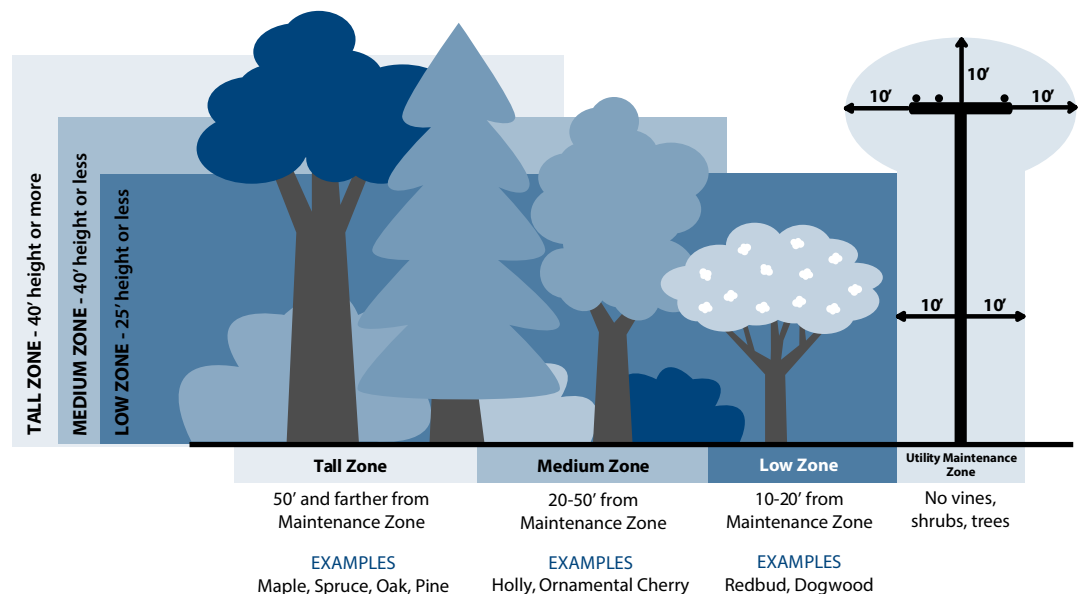 TALL ZONE - 40’ height or more
MEDIUM ZONE - 40’ height or less
LOW ZONE - 25’ height or less
10’
10’
10’
10’
10’
Tall Zone
50’ and farther from
Maintenance Zone
EXAMPLES
Maple, Spruce, Oak, Pine
Medium Zone
20-50’ from
Maintenance Zone
EXAMPLES
Holly, Ornamental Cherry
Low Zone
10-20’ from
Maintenance Zone
EXAMPLES
Redbud, Dogwood
Utility Maintenance
Zone
No vines,
shrubs, trees